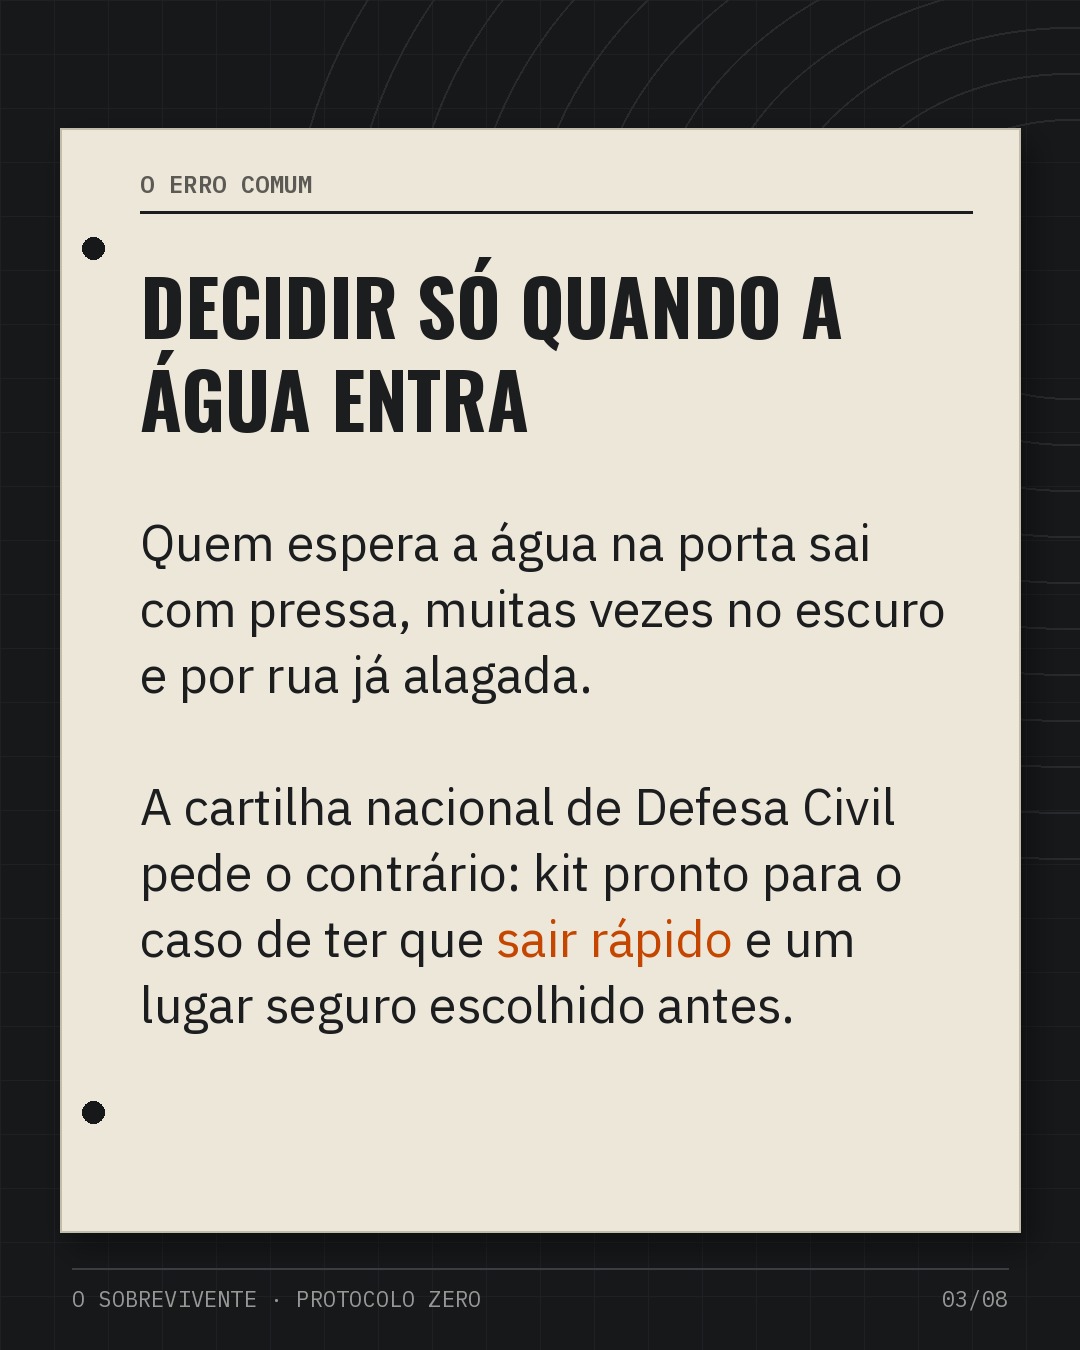 O ERRO COMUM
DECIDIR SÓ QUANDO A
ÁGUA ENTRA
Quem espera a água na porta sai
com pressa, muitas vezes no escuro
e por rua já alagada.
A cartilha nacional de Defesa Civil
pede o contrário: kit pronto para o
caso de ter que sair rápido e um
lugar seguro escolhido antes.
O SOBREVIVENTE · PROTOCOLO ZERO
03/08